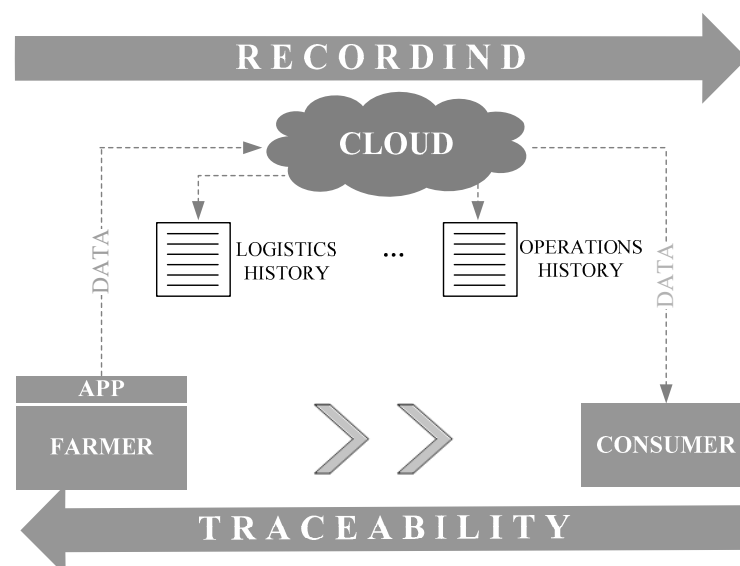 RECORDIND
CLOUD
DATA
LOGISTICS
HISTORY
...
OPERATIONS
HISTORY
DATA
APP
FARMER
CONSUMER
TRACEABILITY